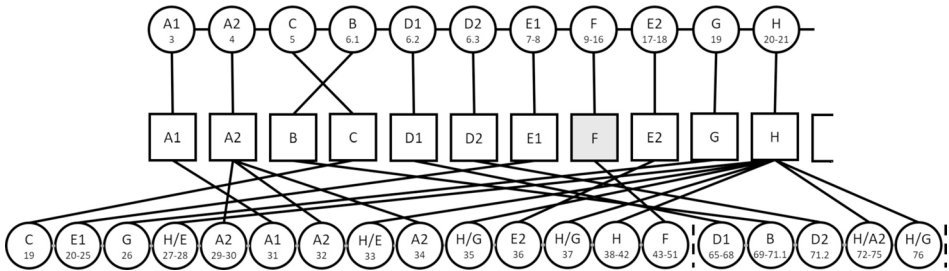 A1 A2 C B D1 D2 E1 F E2 G H
3 4 5 6.1 6.2 6.3 7-8 9-16 17-18 19 20-21
A1 A2 B C D1 D2 E1 F E2 G H
C E1 G H/E A2 A1 A2 H/E A2 H/G E2 H/G H F D1 B D2 H/A2 H/G
19 20-25 26 27-28 29-30 31 32 33 34 35 36 37 38-42 43-51 65-68 69-71.1 71.2 72-75 76